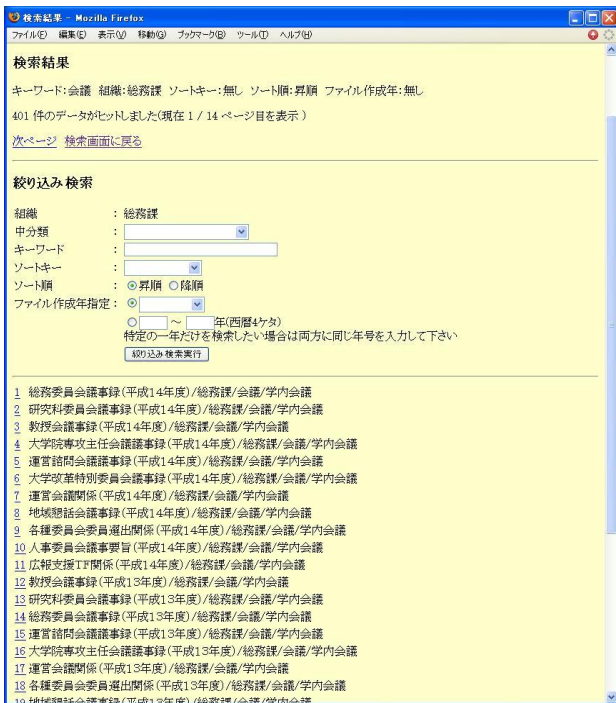 検索結果 - Mozilla Firefox
ファイル(F) 編集(E) 表示(V) 移動(G) ブックマーク(B) ツール(T) ヘルプ(H)
検索結果
キーワード:会議 組織:総務課 ソートキー:無し ソート順:昇順 ファイル作成年:無し
401 件のデータがヒットしました(現在 1 / 14 ページ目を表示 )
次ページ 検索画面に戻る
絞り込み検索
組織 : 総務課
中分類 :
キーワード :
ソートキー :
ソート順 : 昇順 降順
ファイル作成年指定 :
～ 年(西暦4ケタ)
特定の一年だけを検索したい場合は両方に同じ年号を入力して下さい
絞り込み検索実行
1 総務委員会議事録(平成14年度)/総務課/会議/学内会議
2 研究科委員会議事録(平成14年度)/総務課/会議/学内会議
3 教授会議事録(平成14年度)/総務課/会議/学内会議
4 大学院専攻主任会議議事録(平成14年度)/総務課/会議/学内会議
5 運営諮問会議議事録(平成14年度)/総務課/会議/学内会議
6 大学改革特別委員会議事録(平成14年度)/総務課/会議/学内会議
7 運営会議関係(平成14年度)/総務課/会議/学内会議
8 地域懇話会議事録(平成14年度)/総務課/会議/学内会議
9 各種委員会委員選出関係(平成14年度)/総務課/会議/学内会議
10 人事委員会議事要旨(平成14年度)/総務課/会議/学内会議
11 広報支援TF関係(平成14年度)/総務課/会議/学内会議
12 教授会議事録(平成13年度)/総務課/会議/学内会議
13 研究科委員会議事録(平成13年度)/総務課/会議/学内会議
14 総務委員会議事録(平成13年度)/総務課/会議/学内会議
15 運営諮問会議議事録(平成13年度)/総務課/会議/学内会議
16 大学院専攻主任会議議事録(平成13年度)/総務課/会議/学内会議
17 運営会議関係(平成13年度)/総務課/会議/学内会議
18 各種委員会委員選出関係(平成13年度)/総務課/会議/学内会議
19 地域懇話会議事録(平成13年度)/総務課/会議/学内会議